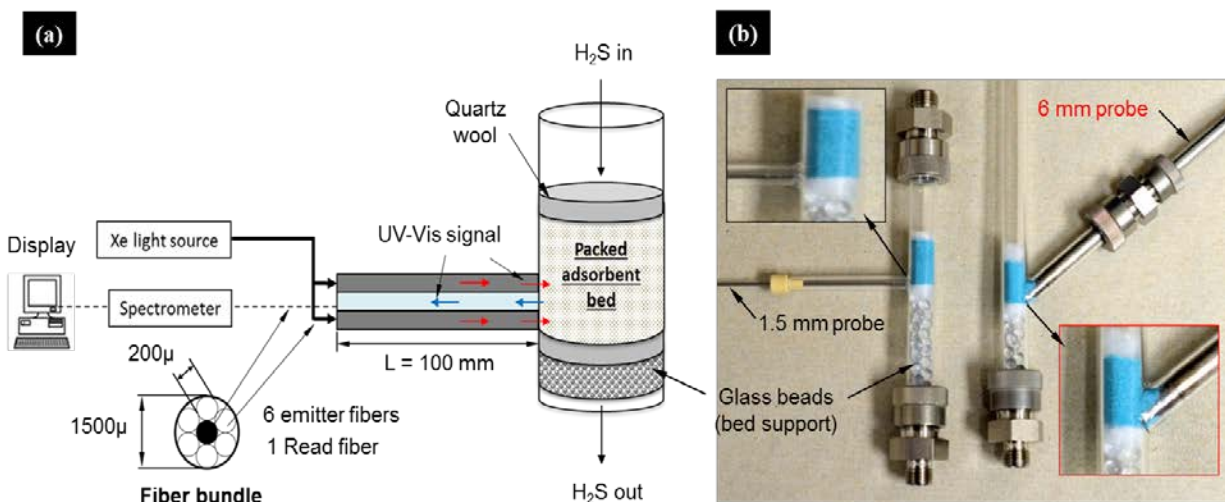 (a)
H₂S in
Quartz
wool
UV-Vis signal
Display
Xe light source
Packed
adsorbent
bed
Spectrometer
200µ
L = 100 mm
1500µ
6 emitter fibers
1 Read fiber
Fiber bundle
H₂S out
(b)
6 mm probe
1.5 mm probe
Glass beads
(bed support)